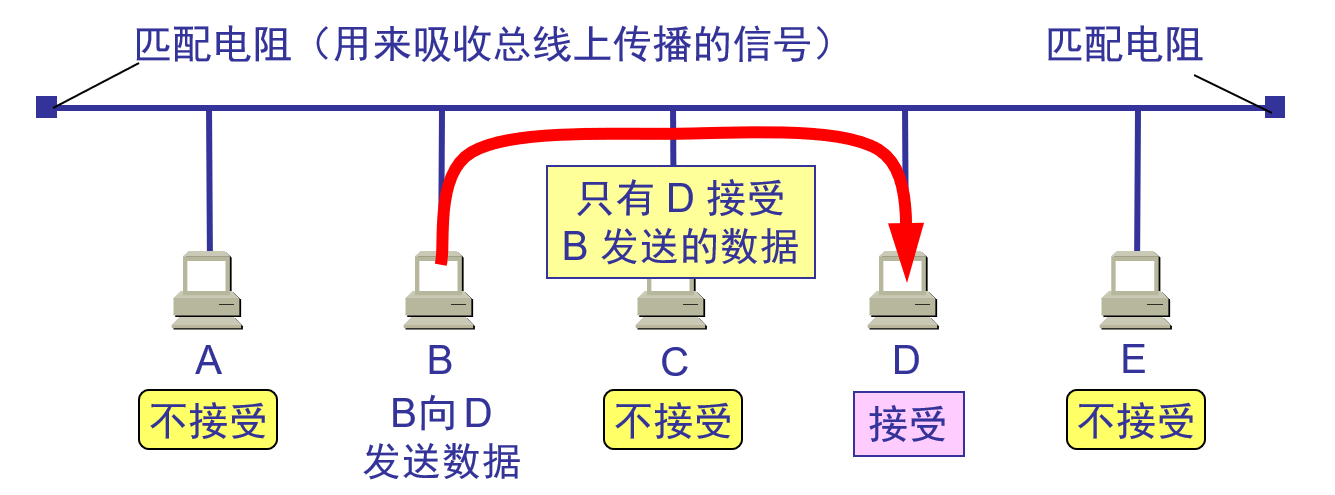 匹配电阻（用来吸收总线上传播的信号）
匹配电阻
只有 D 接受
B 发送的数据
A
B
C
D
E
不接受
B向 D
发送数据
不接受
接受
不接受